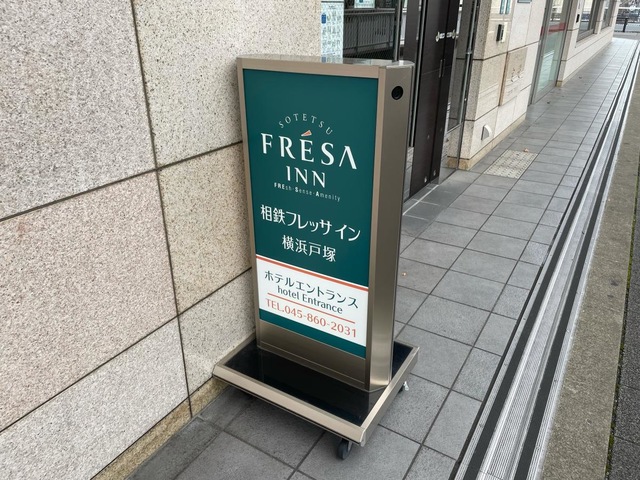 SOTETSU
FRÉSA
INN
FREsh · Sense · Amenity
相鉄フレッサイン
横浜戸塚
ホテルエントランス
hotel Entrance
TEL.045-860-2031